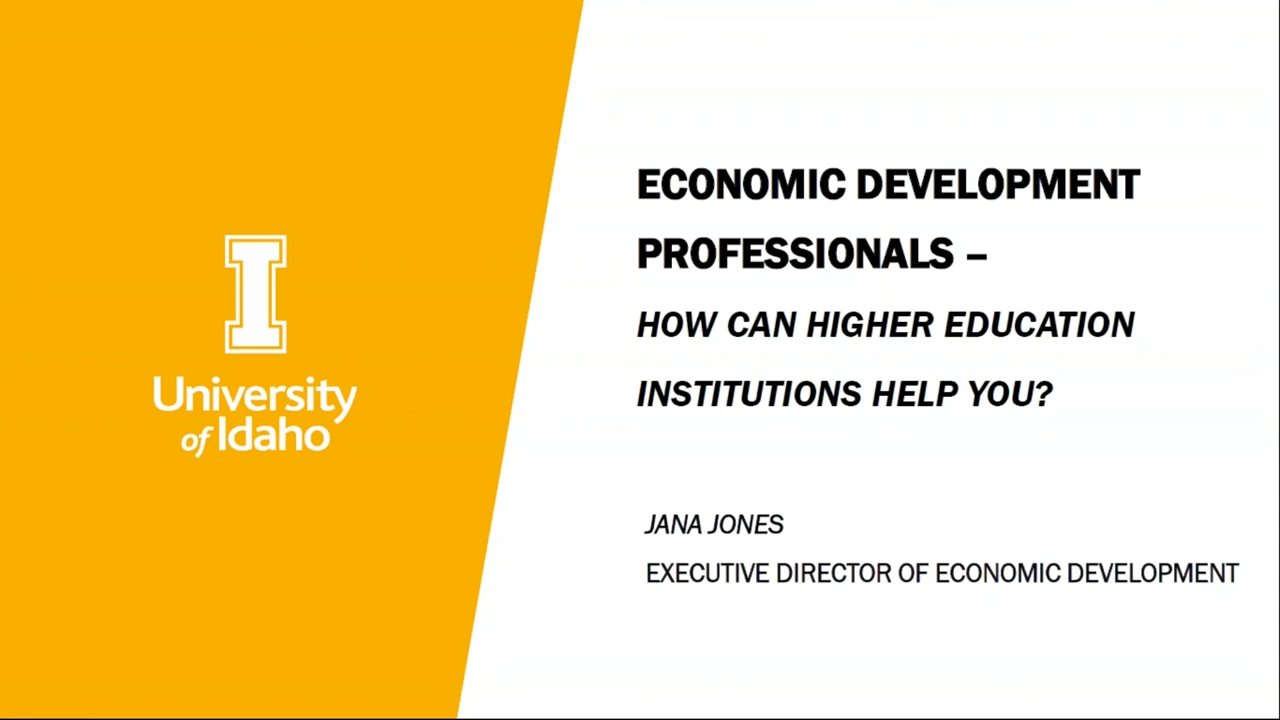 I
University
of Idaho
ECONOMIC DEVELOPMENT
PROFESSIONALS –
HOW CAN HIGHER EDUCATION
INSTITUTIONS HELP YOU?
JANA JONES
EXECUTIVE DIRECTOR OF ECONOMIC DEVELOPMENT